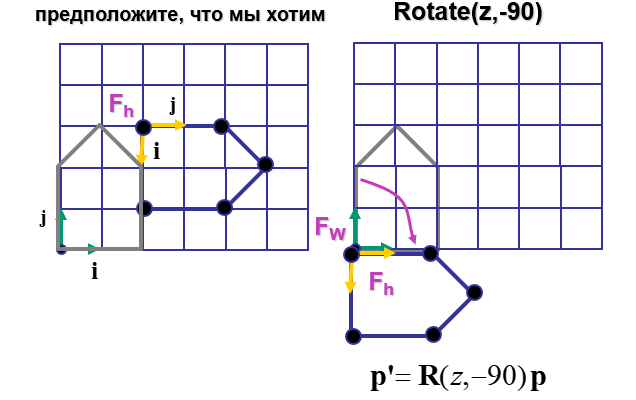 предположите, что мы хотим
Rotate(z,-90)
Fh
j
i
j
i
FW
Fh
p'= R(z,−90)p